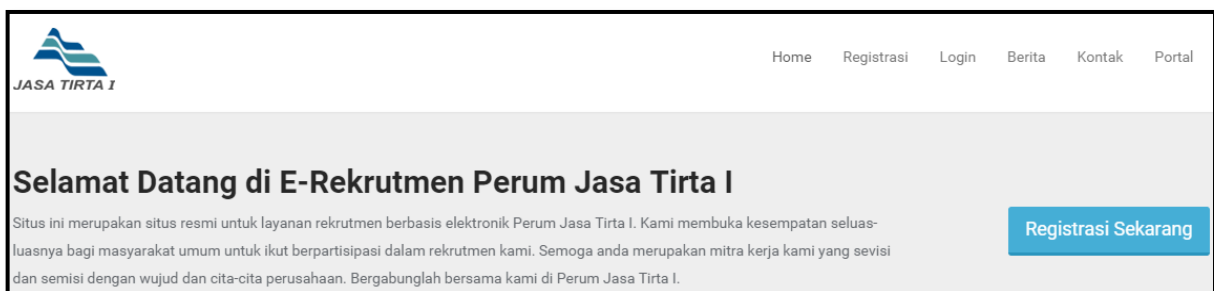 JASA TIRTA I
Home Registrasi Login Berita Kontak Portal
Selamat Datang di E-Rekrutmen Perum Jasa Tirta I
Situs ini merupakan situs resmi untuk layanan rekrutmen berbasis elektronik Perum Jasa Tirta I. Kami membuka kesempatan seluas-
luasnya bagi masyarakat umum untuk ikut berpartisipasi dalam rekrutmen kami. Semoga anda merupakan mitra kerja kami yang sevisi
dan semisi dengan wujud dan cita-cita perusahaan. Bergabunglah bersama kami di Perum Jasa Tirta I.
Registrasi Sekarang